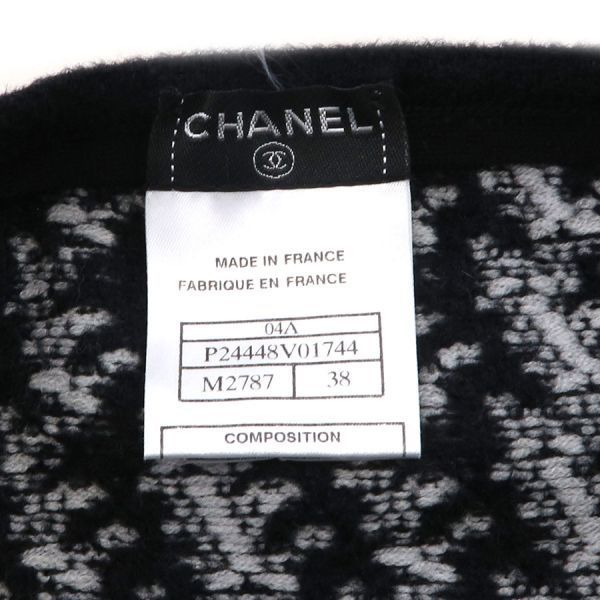 CHANEL
MADE IN FRANCE
FABRIQUE EN FRANCE
04A
P24448V01744
M2787 38
COMPOSITION